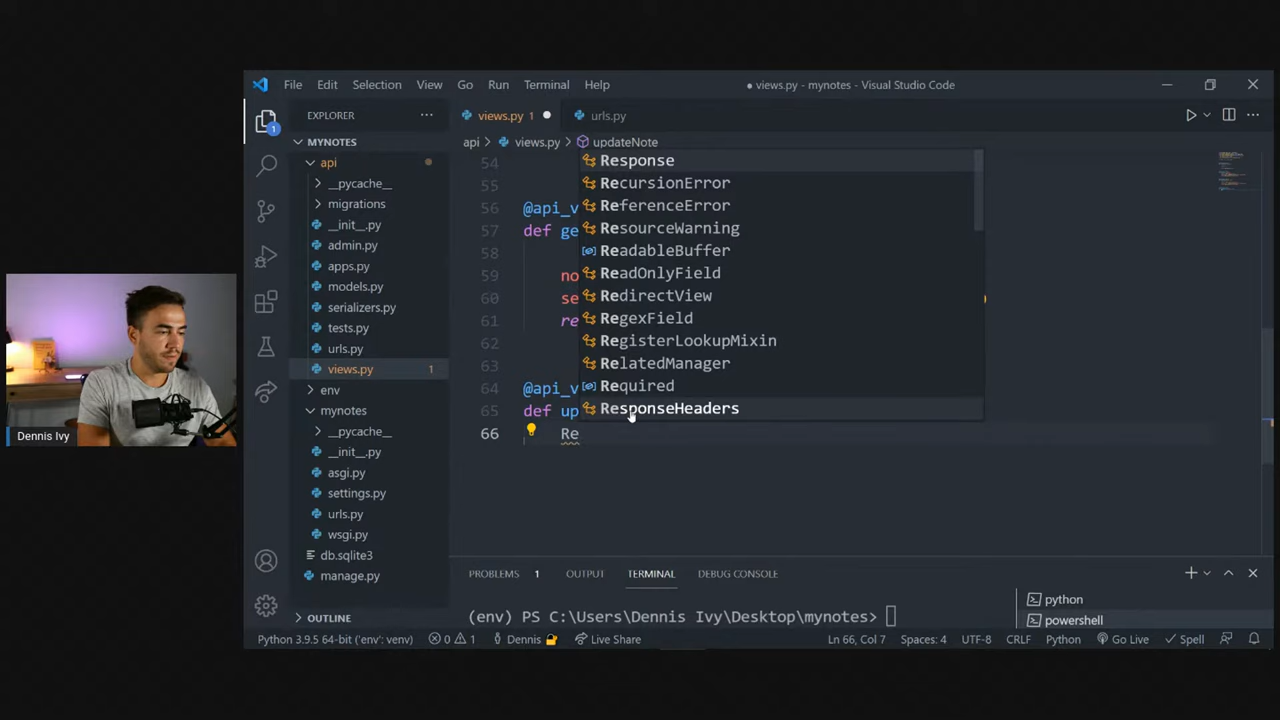 File Edit Selection View Go Run Terminal Help
● views.py - mynotes - Visual Studio Code
EXPLORER
views.py 1
urls.py
MYNOTES
api > views.py > updateNote
api
__pycache__
migrations
__init__.py
admin.py
apps.py
models.py
serializers.py
tests.py
urls.py
views.py 1
env
mynotes
__pycache__
__init__.py
asgi.py
settings.py
urls.py
wsgi.py
db.sqlite3
manage.py
OUTLINE
1
54
55
56 @api_v
57 def ge
58
59 no
60 se
61 re
62
63
64 @api_v
65 def up
66 Re
Response
RecursionError
ReferenceError
ResourceWarning
ReadableBuffer
ReadOnlyField
RedirectView
RegexField
RegisterLookupMixin
RelatedManager
Required
ResponseHeaders
PROBLEMS 1 OUTPUT TERMINAL DEBUG CONSOLE
(env) PS C:\Users\Dennis Ivy\Desktop\mynotes>
python
powershell
Python 3.9.5 64-bit ('env': venv) 0 1 Dennis Live Share Ln 66, Col 7 Spaces: 4 UTF-8 CRLF Python Go Live Spell
Dennis Ivy